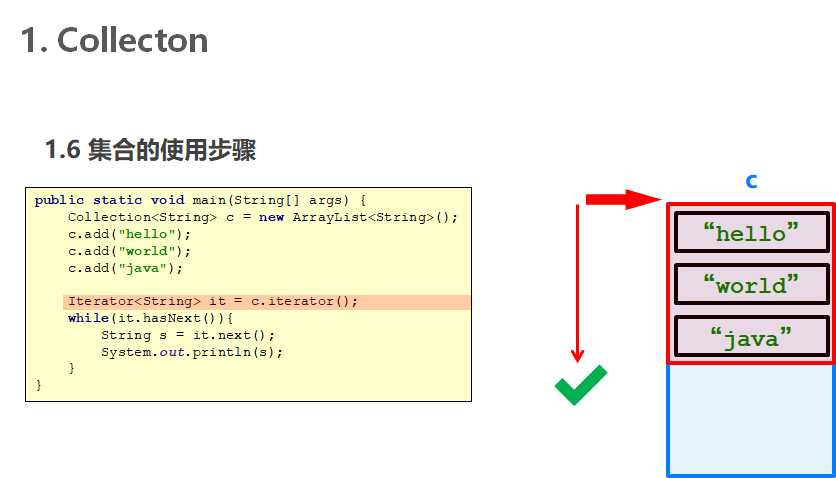 1. Collecton
1.6 集合的使用步骤
public static void main(String[] args) {
    Collection<String> c = new ArrayList<String>();
    c.add("hello");
    c.add("world");
    c.add("java");
    Iterator<String> it = c.iterator();
    while(it.hasNext()){
        String s = it.next();
        System.out.println(s);
    }
}
c
“hello”
“world”
“java”